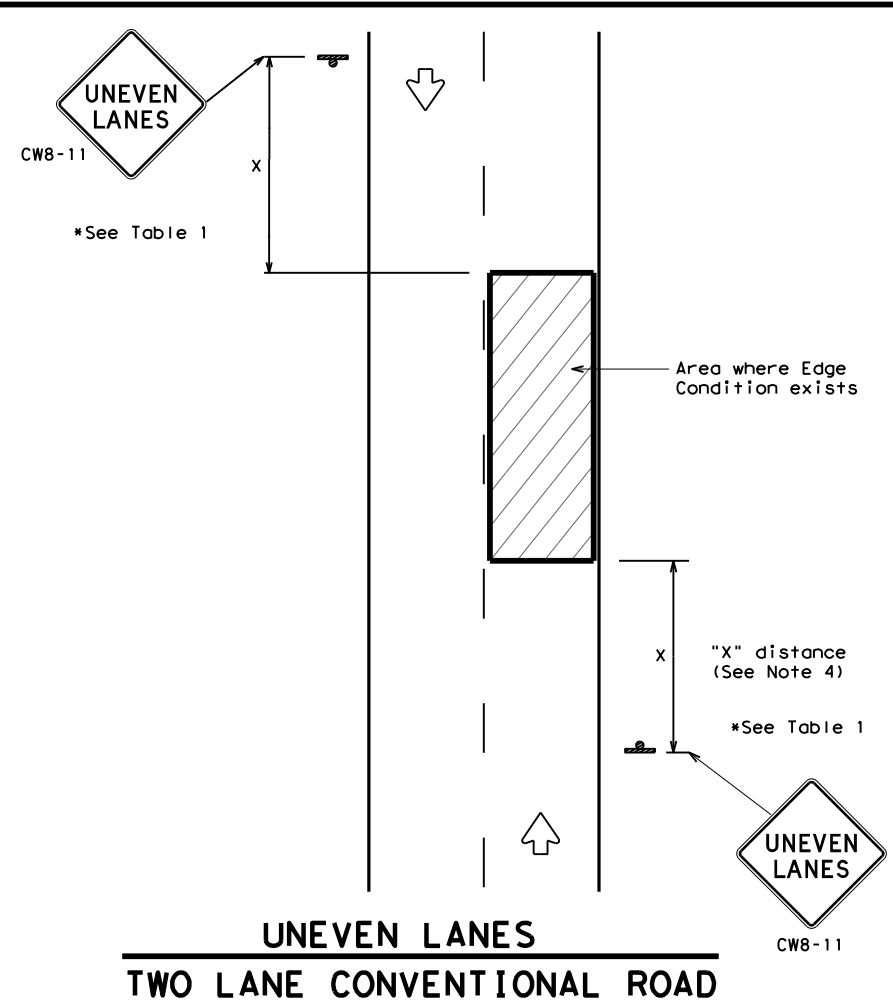 UNEVEN
LANES
CW8-11
X
*See Table 1
Area where Edge
Condition exists
X
"X" distance
(See Note 4)
*See Table 1
UNEVEN
LANES
CW8-11
UNEVEN LANES
TWO LANE CONVENTIONAL ROAD